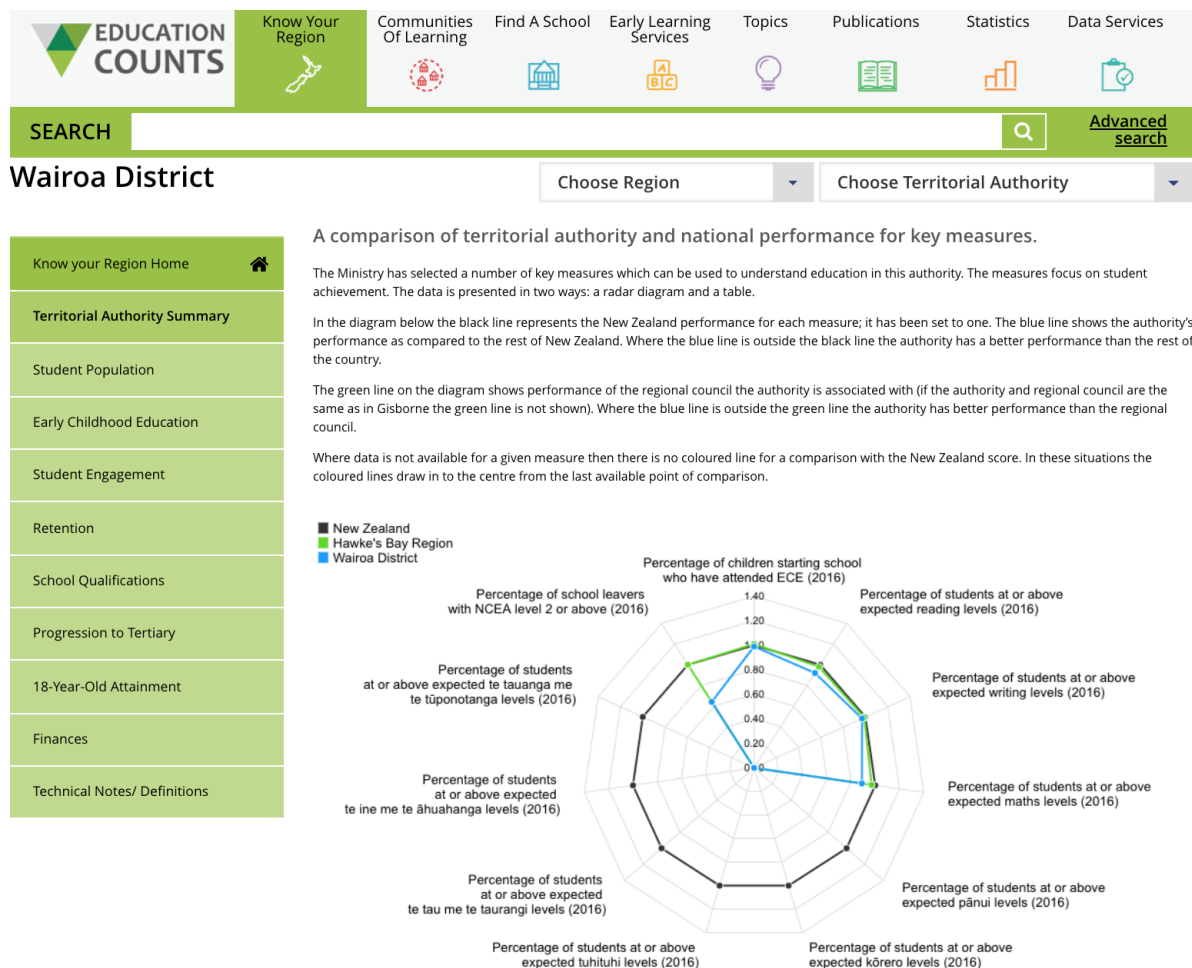 EDUCATION
COUNTS
Know Your
Region
Communities
Of Learning
Find A School
Early Learning
Services
A
B C
Topics
Publications
Statistics
Data Services
SEARCH
Advanced
search
Wairoa District
Choose Region
Choose Territorial Authority
Know your Region Home
Territorial Authority Summary
Student Population
Early Childhood Education
Student Engagement
Retention
School Qualifications
Progression to Tertiary
18-Year-Old Attainment
Finances
Technical Notes/ Definitions
A comparison of territorial authority and national performance for key measures.
The Ministry has selected a number of key measures which can be used to understand education in this authority. The measures focus on student
achievement. The data is presented in two ways: a radar diagram and a table.
In the diagram below the black line represents the New Zealand performance for each measure; it has been set to one. The blue line shows the authority's
performance as compared to the rest of New Zealand. Where the blue line is outside the black line the authority has a better performance than the rest of
the country.
The green line on the diagram shows performance of the regional council the authority is associated with (if the authority and regional council are the
same as in Gisborne the green line is not shown). Where the blue line is outside the green line the authority has better performance than the regional
council.
Where data is not available for a given measure then there is no coloured line for a comparison with the New Zealand score. In these situations the
coloured lines draw in to the centre from the last available point of comparison.
New Zealand
Hawke's Bay Region
Wairoa District
Percentage of children starting school
who have attended ECE (2016)
Percentage of students at or above
expected reading levels (2016)
Percentage of students at or above
expected writing levels (2016)
Percentage of students at or above
expected maths levels (2016)
Percentage of students at or above
expected pānui levels (2016)
Percentage of students at or above
expected kōrero levels (2016)
Percentage of students at or above
expected tuhituhi levels (2016)
Percentage of students
at or above expected
te tau me te taurangi levels (2016)
Percentage of students
at or above expected
te ine me te āhuahanga levels (2016)
Percentage of students
at or above expected te tauanga me
te tūponotanga levels (2016)
Percentage of school leavers
with NCEA level 2 or above (2016)
1.40
1.20
0.80
0.60
0.40
0.20